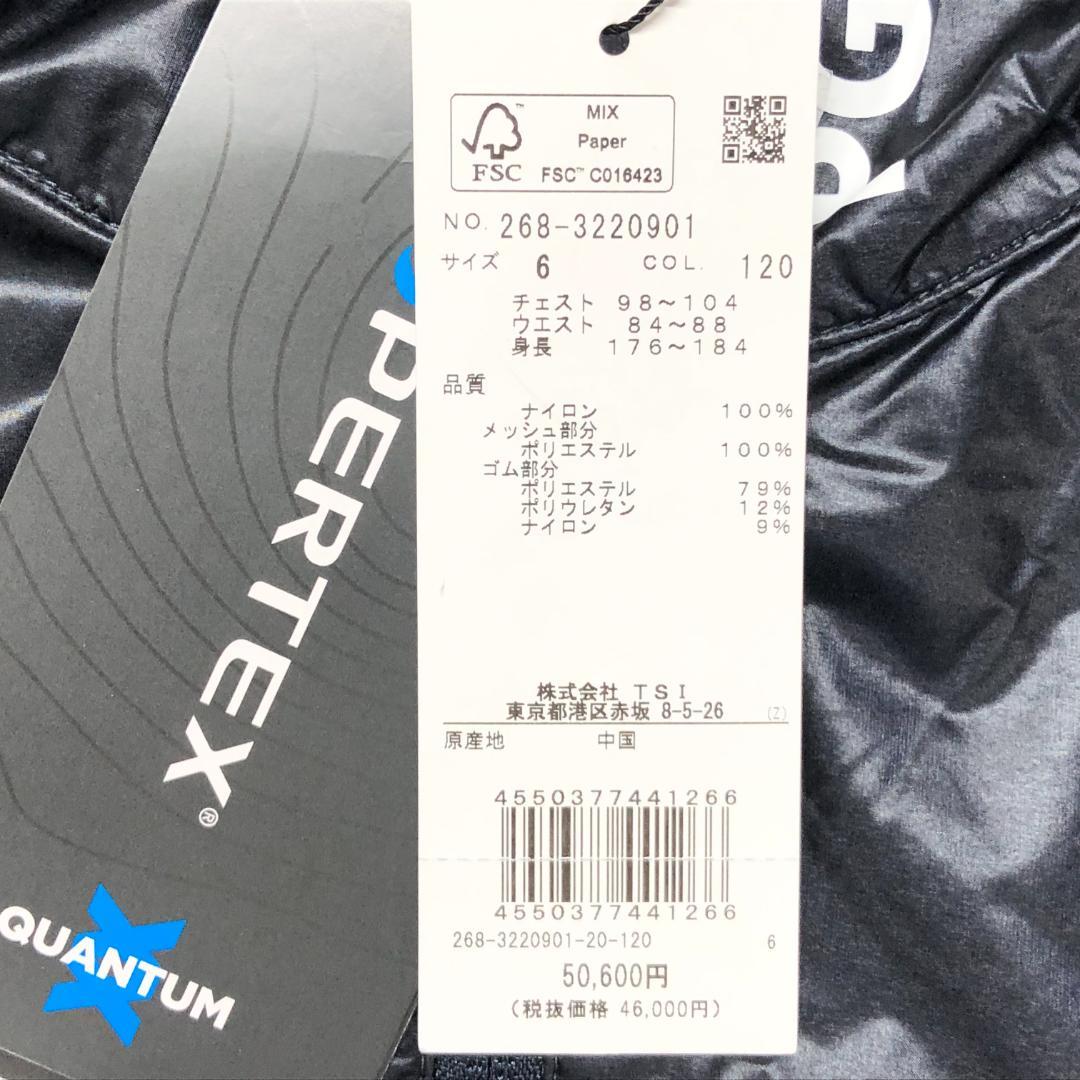 PERTEX®
QUANTUM
FSC™
MIX
Paper
FSC™ C016423
NO. 268-3220901
サイズ 6 COL. 120
チェスト 98～104
ウエスト 84～88
身長 176～184
品質
ナイロン 100%
メッシュ部分
ポリエステル 100%
ゴム部分
ポリエステル 79%
ポリウレタン 12%
ナイロン 9%
株式会社 TSI
東京都港区赤坂 8-5-26 (Z)
原産地 中国
4550377441266
4550377441266
268-3220901-20-120 6
50,600円
(税抜価格 46,000円)